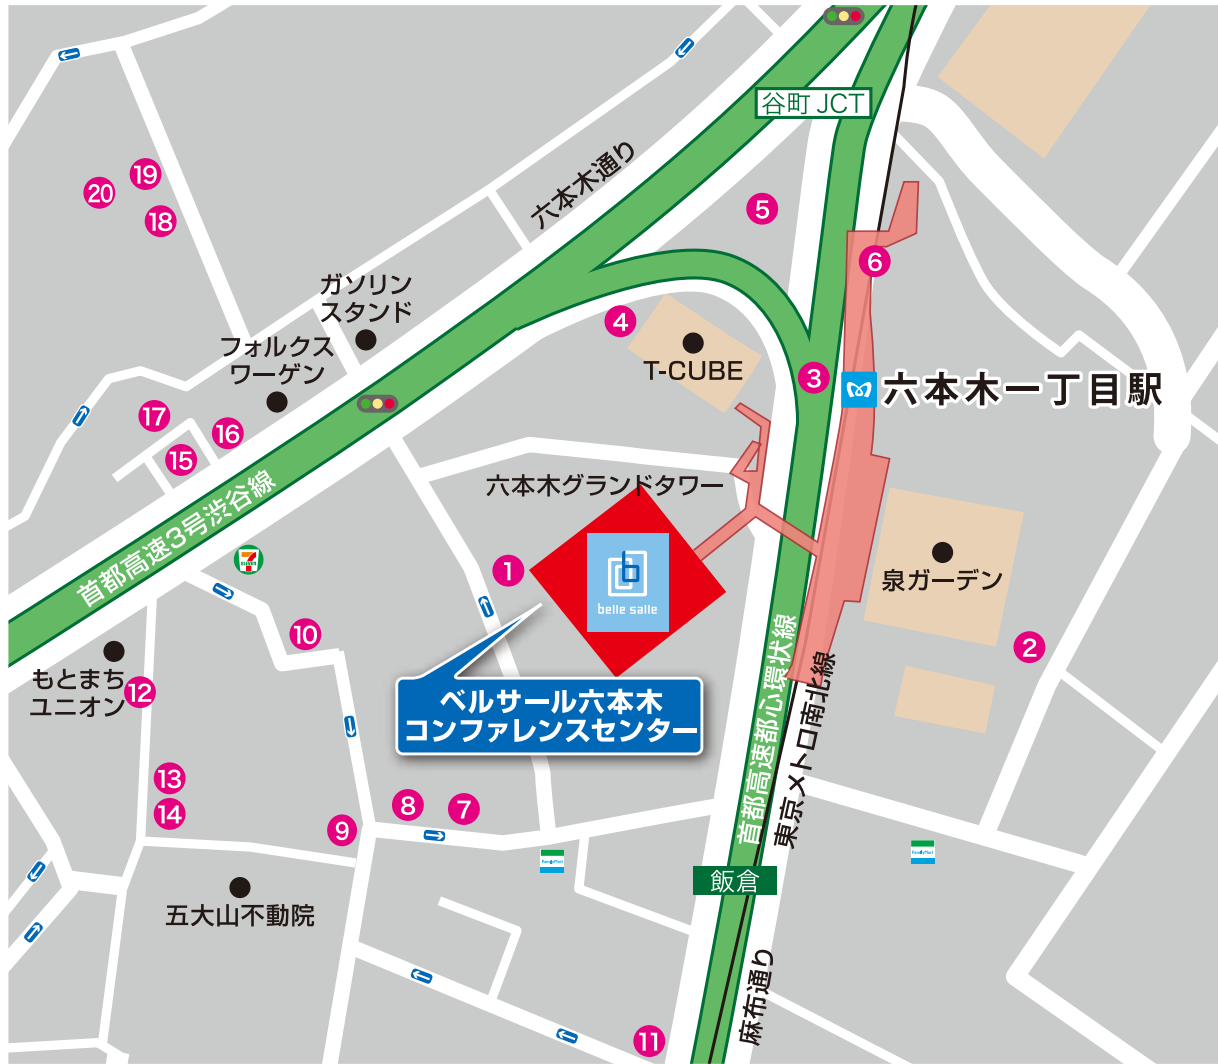 谷町 JCT
六本木通り
19
20
18
5
6
ガソリン
スタンド
4
フォルクス
ワーゲン
T-CUBE
3
六本木一丁目駅
17
16
15
六本木グランドタワー
首都高速3号渋谷線
7
ELEVEN
1
belle salle
泉ガーデン
10
2
もとまち
ユニオン
12
ベルサール六本木
コンファレンスセンター
首都高速都心環状線
東京メトロ南北線
13
14
8
7
9
FamilyMart
FamilyMart
飯倉
五大山不動院
麻布通り
11